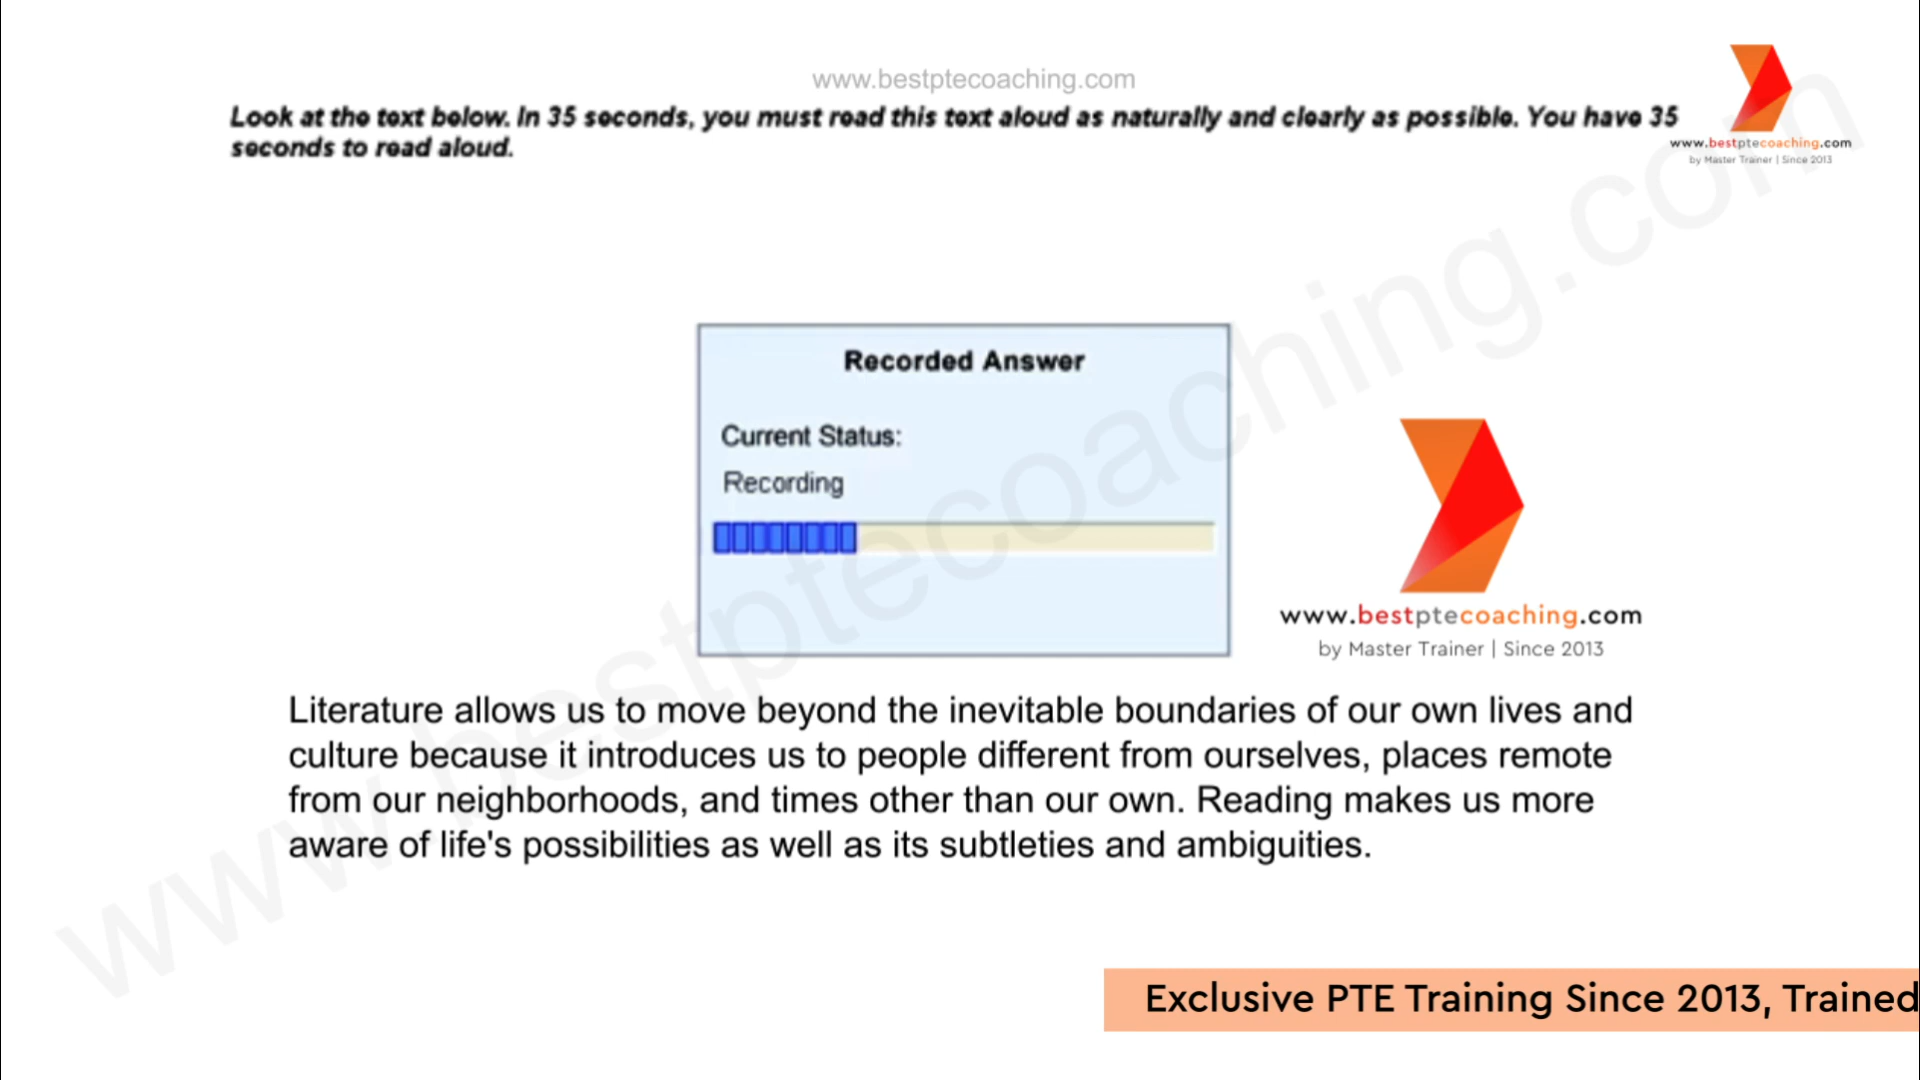 www.bestptecoaching.com
Look at the text below. In 35 seconds, you must read this text aloud as naturally and clearly as possible. You have 35
seconds to read aloud.
www.bestptecoaching.com
by Master Trainer | Since 2013
Recorded Answer
Current Status:
Recording
www.bestptecoaching.com
by Master Trainer | Since 2013
www.bestptecoaching.com
Literature allows us to move beyond the inevitable boundaries of our own lives and
culture because it introduces us to people different from ourselves, places remote
from our neighborhoods, and times other than our own. Reading makes us more
aware of life's possibilities as well as its subtleties and ambiguities.
Exclusive PTE Training Since 2013, Trained